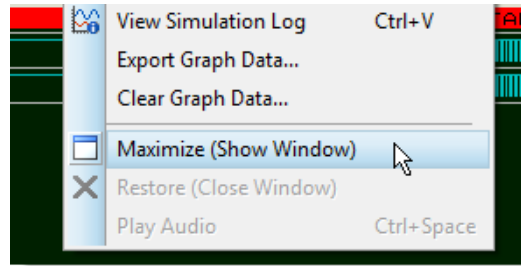 View Simulation Log Ctrl+V
Export Graph Data...
Clear Graph Data...
Maximize (Show Window)
Restore (Close Window)
Play Audio Ctrl+Space